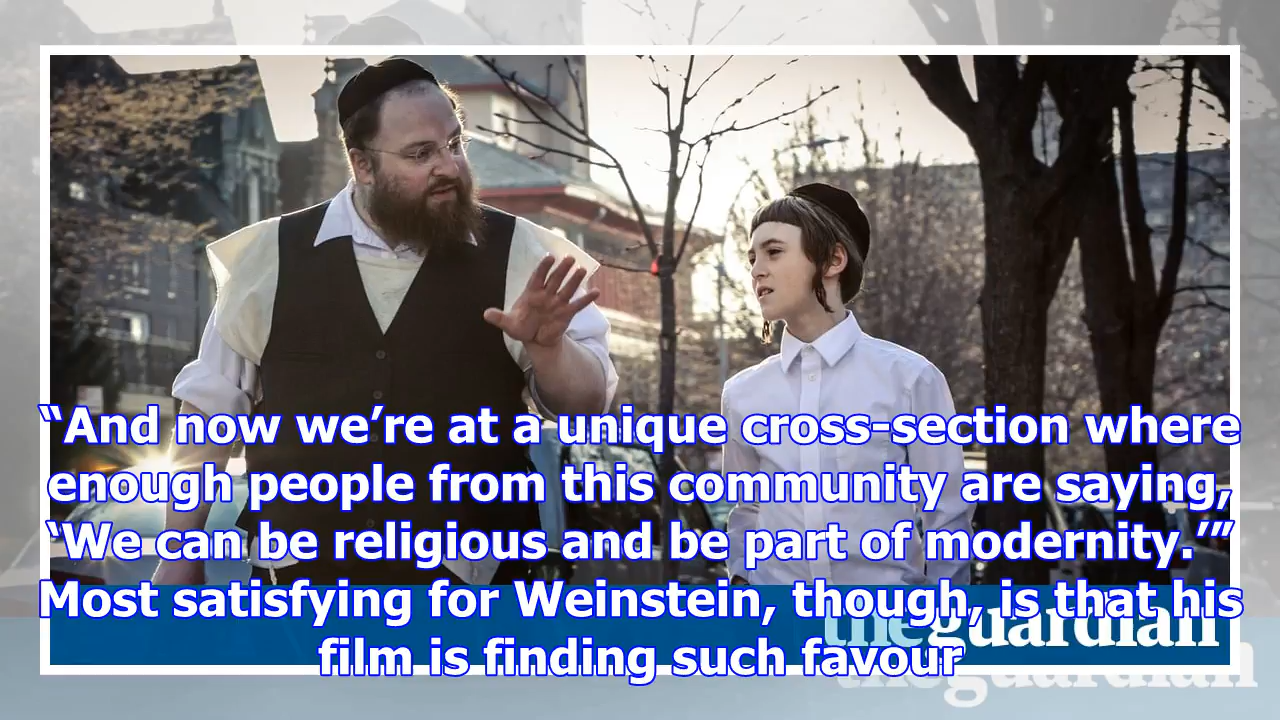 “And now we’re at a unique cross-section where
enough people from this community are saying,
‘We can be religious and be part of modernity.’”
Most satisfying for Weinstein, though, is that his
film is finding such favour
theguardian
theguardian